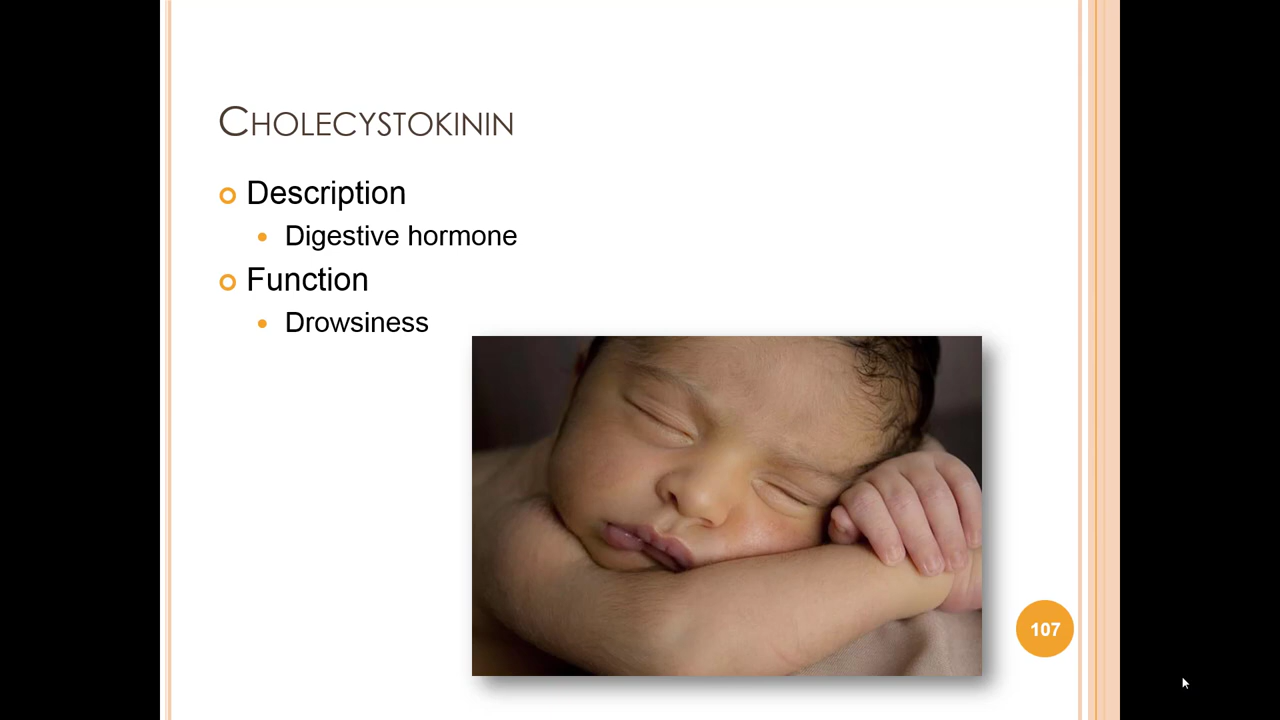 Cholecystokinin
Description
Digestive hormone
Function
Drowsiness
107